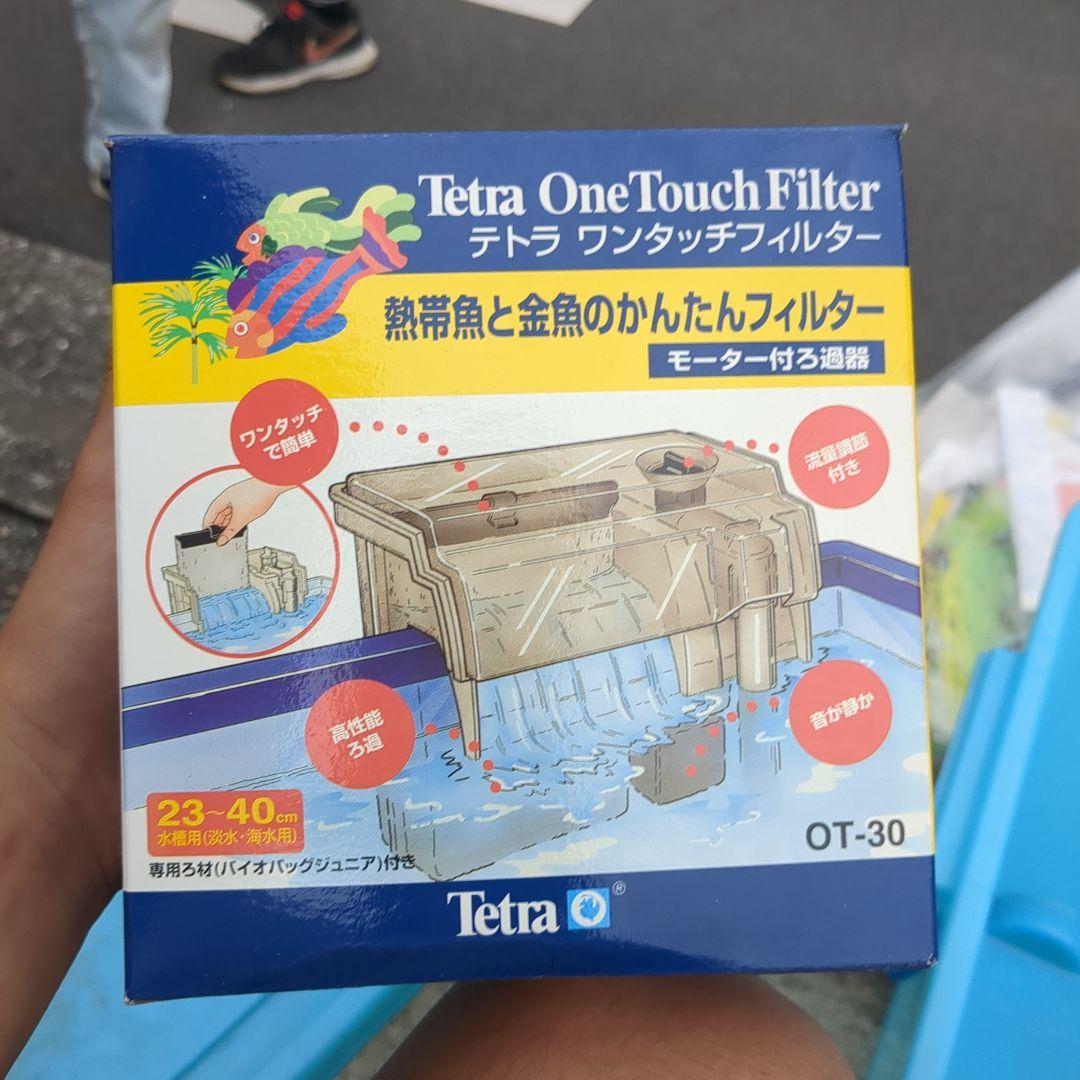 Tetra OneTouchFilter
テトラ ワンタッチフィルター
熱帯魚と金魚のかんたんフィルター
モーター付ろ過器
ワンタッチ
で簡単
流量調節
付き
高性能
ろ過
音が静か
23~40cm
水槽用(淡水・海水用)
専用ろ材(バイオバッグジュニア)付き
OT-30
Tetra ®